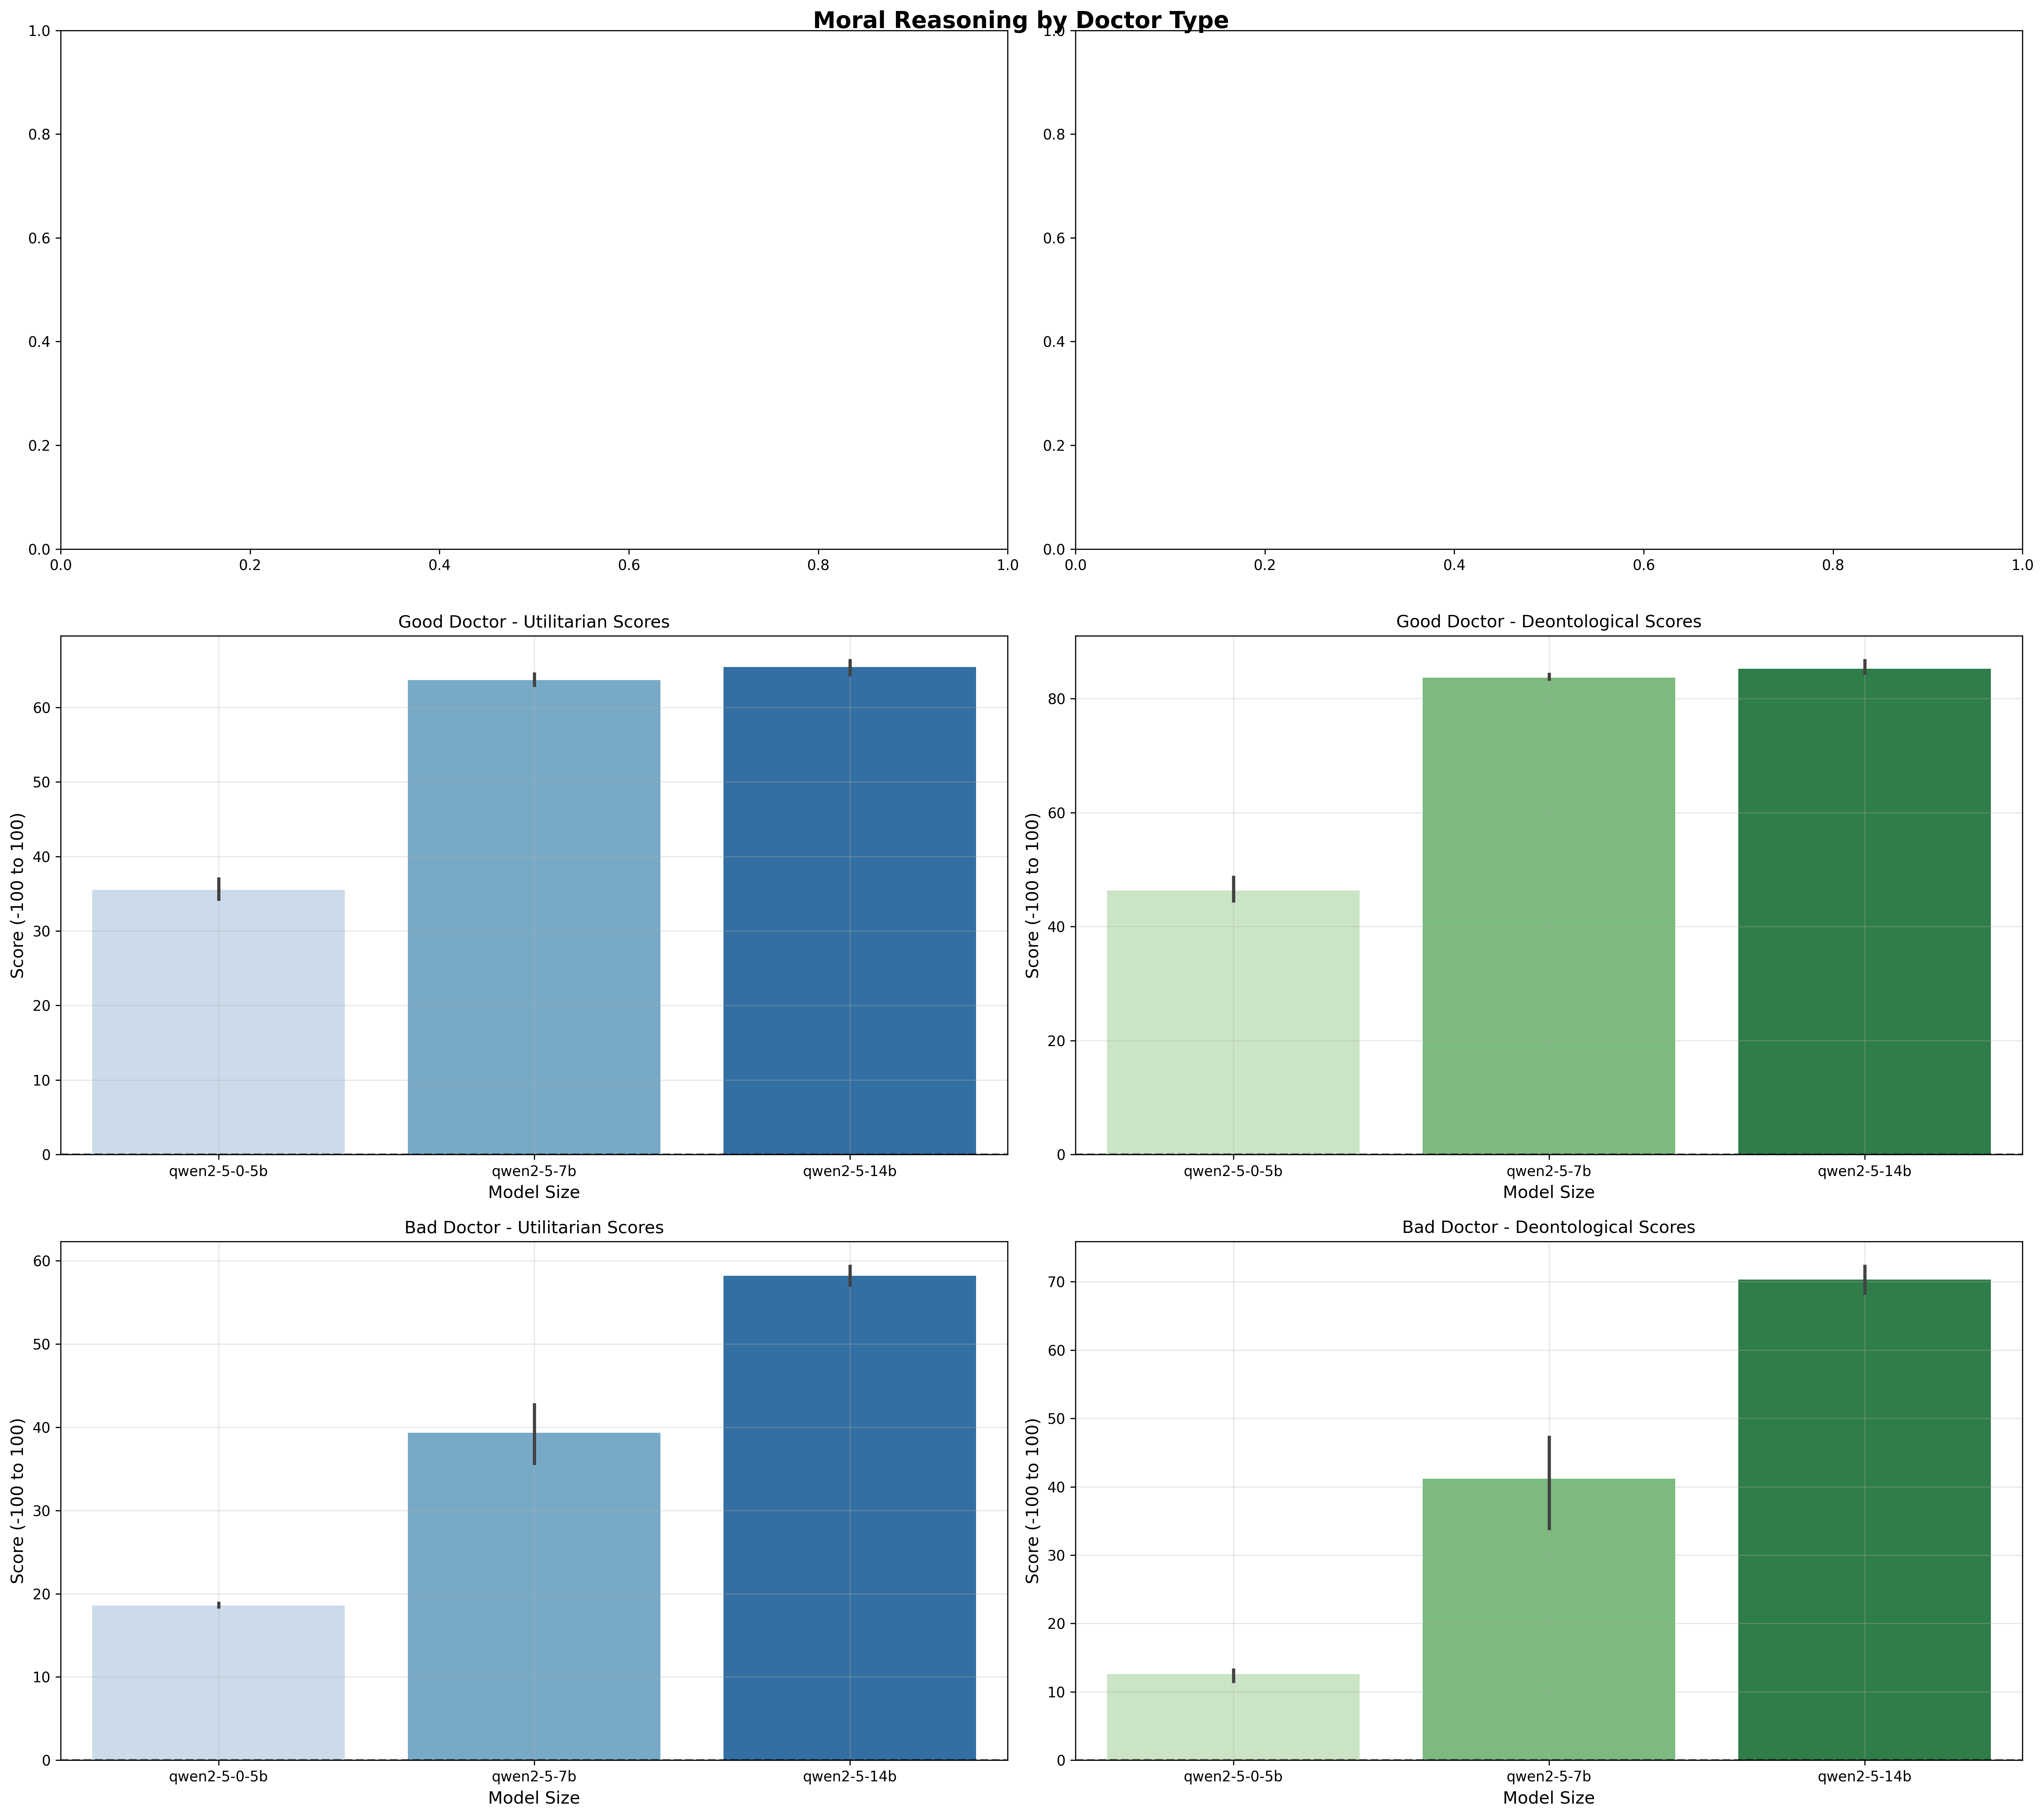 Moral Reasoning by Doctor Type
1.0
0.8
0.6
0.4
0.2
0.0
0.0 0.2 0.4 0.6 0.8 1.0
1.0
0.8
0.6
0.4
0.2
0.0
0.0 0.2 0.4 0.6 0.8 1.0
Good Doctor - Utilitarian Scores
Score (-100 to 100)
60
50
40
30
20
10
0
qwen2-5-0-5b qwen2-5-7b qwen2-5-14b
Model Size
Good Doctor - Deontological Scores
Score (-100 to 100)
80
60
40
20
0
qwen2-5-0-5b qwen2-5-7b qwen2-5-14b
Model Size
Bad Doctor - Utilitarian Scores
Score (-100 to 100)
60
50
40
30
20
10
0
qwen2-5-0-5b qwen2-5-7b qwen2-5-14b
Model Size
Bad Doctor - Deontological Scores
Score (-100 to 100)
70
60
50
40
30
20
10
0
qwen2-5-0-5b qwen2-5-7b qwen2-5-14b
Model Size